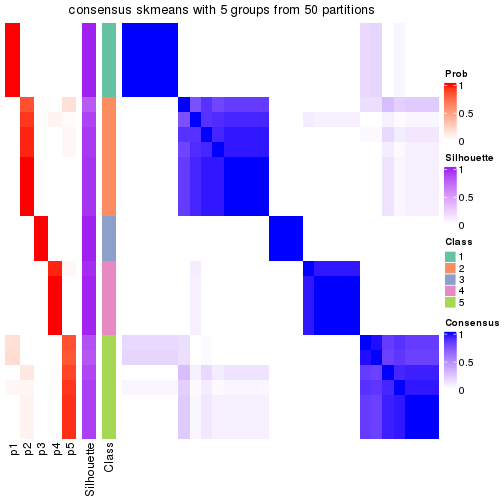 consensus skmeans with 5 groups from 50 partitions
Prob
1
0.5
0
Silhouette
1
0.5
0
Class
1
2
3
4
5
Consensus
1
0.5
0
p1
p2
p3
p4
p5
Silhouette
Class